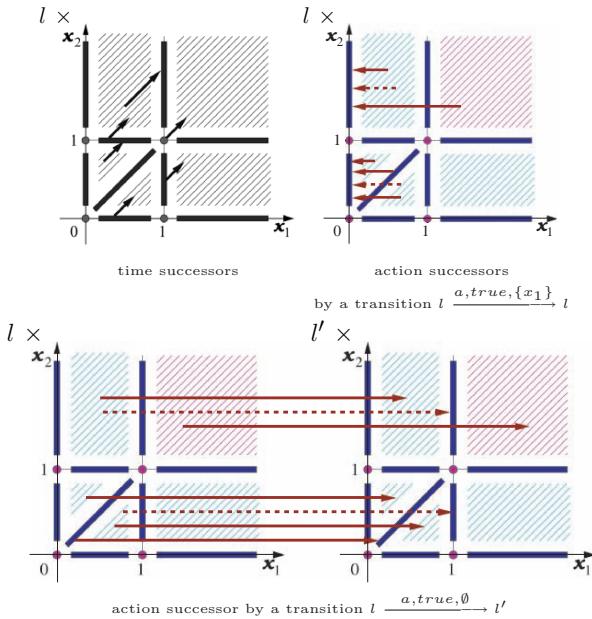 l ×
x2
1
0
1
x1
time successors
l ×
x2
1
0
1
x1
action successors
by a transition l a,true,{x1} → l
l ×
x2
1
0
1
x1
l′ ×
x2
1
0
1
x1
action successor by a transition l a,true,∅ → l′